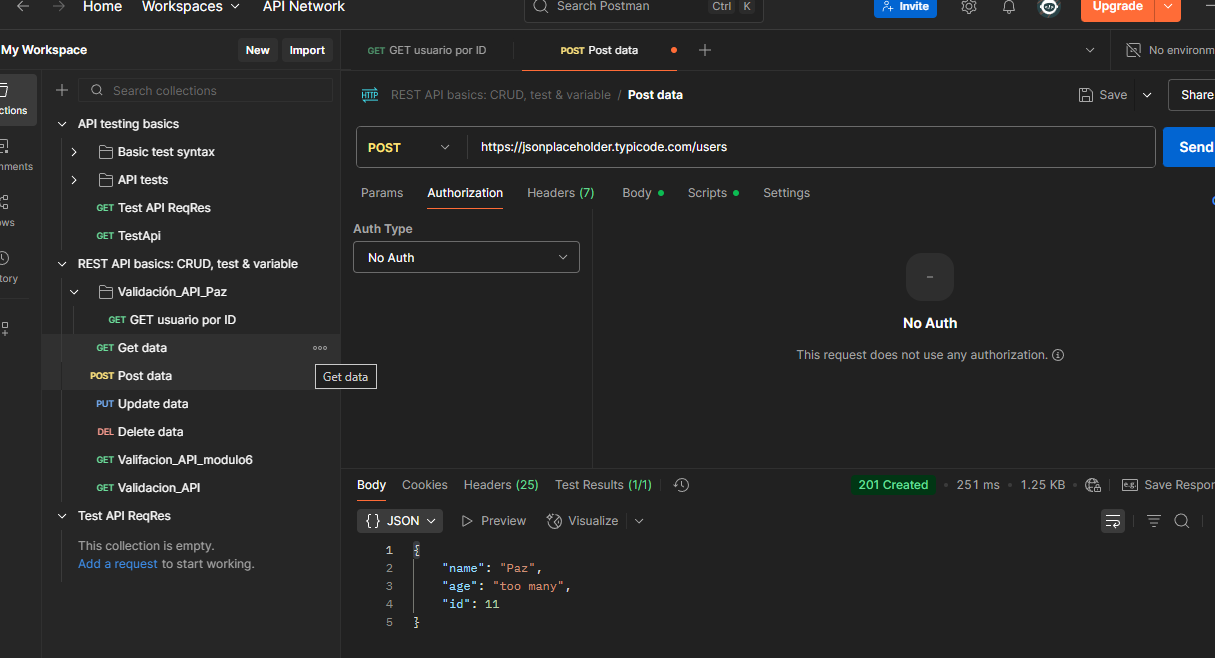 Home Workspaces API Network Search Postman Ctrl K Invite Upgrade
My Workspace New Import GET GET usuario por ID POST Post data No environm
Search collections
ctions
nments
ows
tory
API testing basics
Basic test syntax
API tests
GET Test API ReqRes
GET TestApi
REST API basics: CRUD, test & variable
Validación_API_Paz
GET GET usuario por ID
GET Get data
POST Post data
Get data
PUT Update data
DEL Delete data
GET Valifacion_API_modulo6
GET Validacion_API
Test API ReqRes
This collection is empty.
Add a request to start working.
HTTP REST API basics: CRUD, test & variable / Post data Save Share
POST https://jsonplaceholder.typicode.com/users Send
Params Authorization Headers (7) Body Scripts Settings
Auth Type
No Auth
No Auth
This request does not use any authorization.
Body Cookies Headers (25) Test Results (1/1) 201 Created 251 ms 1.25 KB e.g. Save Respor
{} JSON Preview Visualize
1 {
2 "name": "Paz",
3 "age": "too many",
4 "id": 11
5 }